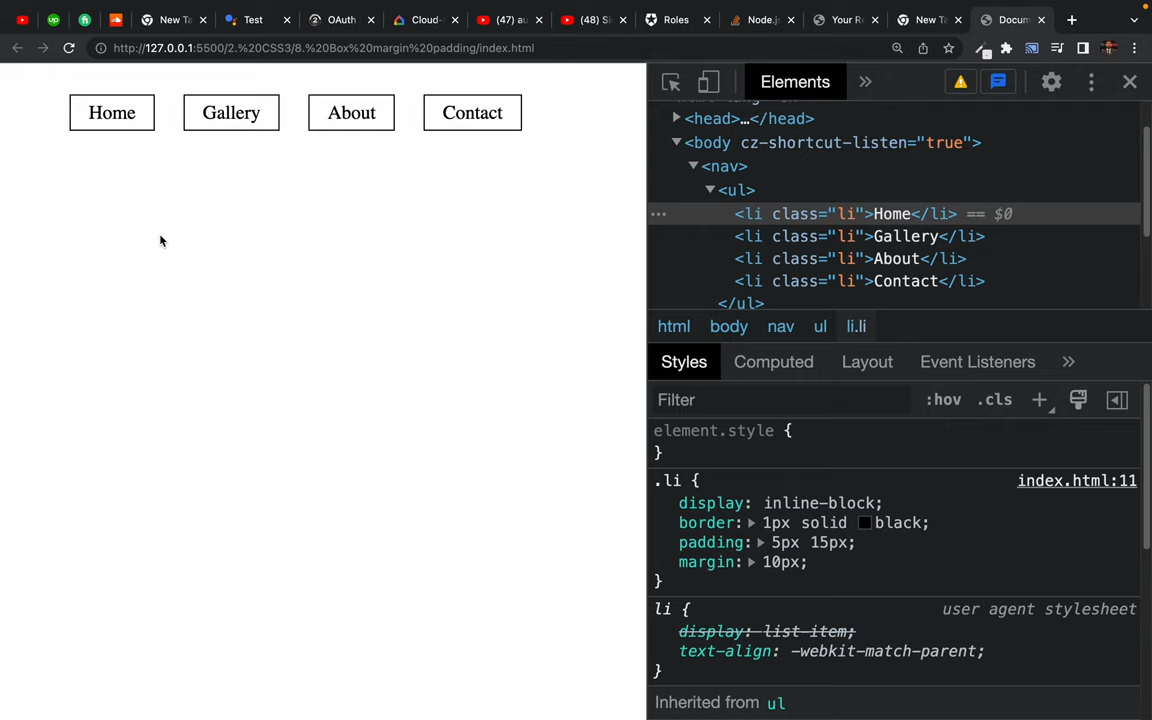 New Ta
Test
OAuth
Cloud-
(47) au
(48) Sl
Roles
Node.js
Your Re
New Ta
Docum
http://127.0.0.1:5500/2.%20CSS3/8.%20Box%20margin%20padding/index.html
Home
Gallery
About
Contact
Elements
<head>…</head>
<body cz-shortcut-listen="true">
<nav>
<ul>
<li class="li">Home</li> == $0
<li class="li">Gallery</li>
<li class="li">About</li>
<li class="li">Contact</li>
</ul>
html body nav ul li.li
Styles Computed Layout Event Listeners
Filter :hov .cls
element.style {
}
.li { index.html:11
display: inline-block;
border: 1px solid black;
padding: 5px 15px;
margin: 10px;
}
li { user agent stylesheet
display: list-item;
text-align: -webkit-match-parent;
}
Inherited from ul